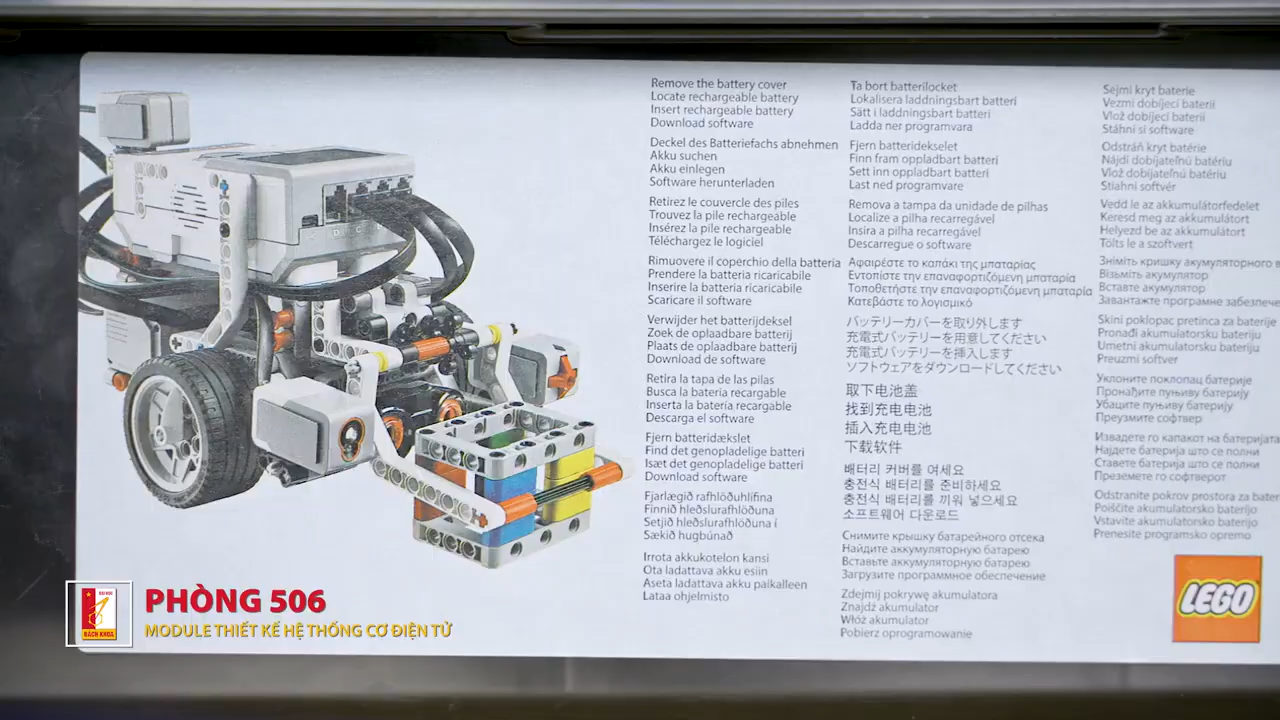 Remove the battery cover
Locate rechargeable battery
Insert rechargeable battery
Download software
Deckel des Batteriefachs abnehmen
Akku suchen
Akku einlegen
Software herunterladen
Retirez le couvercle des piles
Trouvez la pile rechargeable
Insérez la pile rechargeable
Téléchargez le logiciel
Rimuovere il coperchio della batteria
Prendere la batteria ricaricabile
Inserire la batteria ricaricabile
Scaricare il software
Verwijder het batterijdeksel
Zoek de oplaadbare batterij
Plaats de oplaadbare batterij
Download de software
Retira la tapa de las pilas
Busca la batería recargable
Inserta la batería recargable
Descarga el software
Fjern batteridækslet
Find det genopladelige batteri
Isæt det genopladelige batteri
Download software
Fjarlægið rafhlöðuhlífina
Finnið hleðslurafhlöðuna
Setjið hleðslurafhlöðuna í
Sækið hugbúnað
Irrota akkukotelon kansi
Ota ladattava akku esiin
Aseta ladattava akku paikalleen
Lataa ohjelmisto
Ta bort batterilocket
Lokalisera laddningsbart batteri
Sätt i laddningsbart batteri
Ladda ner programvara
Fjern batteridekselet
Finn fram oppladbart batteri
Sett inn oppladbart batteri
Last ned programvare
Remova a tampa da unidade de pilhas
Localize a pilha recarregável
Insira a pilha recarregável
Descarregue o software
Αφαιρέστε το καπάκι της μπαταρίας
Εντοπίστε την επαναφορτιζόμενη μπαταρία
Τοποθετήστε την επαναφορτιζόμενη μπαταρία
Κατεβάστε το λογισμικό
バッテリーカバーを取り外します
充電式バッテリーを用意してください
充電式バッテリーを挿入します
ソフトウェアをダウンロードしてください
取下电池盖
找到充电电池
插入充电电池
下载软件
배터리 커버를 여세요
충전식 배터리를 준비하세요
충전식 배터리를 끼워 넣으세요
소프트웨어 다운로드
Снимите крышку батарейного отсека
Найдите аккумуляторную батарею
Вставьте аккумуляторную батарею
Загрузите программное обеспечение
Zdejmij pokrywę akumulatora
Znajdź akumulator
Włóż akumulator
Pobierz oprogramowanie
Sejmi kryt baterie
Vezmi dobíjecí baterii
Vlož dobíjecí baterii
Stáhni si software
Odstráň kryt batérie
Nájdi dobíjateľnú batériu
Vlož dobíjateľnú batériu
Stiahni softvér
Vedd le az akkumulátorfedelet
Keresd meg az akkumulátort
Helyezd be az akkumulátort
Tölts le a szoftvert
Зніміть кришку акумуляторного
Візьміть акумулятор
Вставте акумулятор
Завантажте програмне
Skini poklopac pretinca za baterije
Pronađi akumulatorsku bateriju
Umetni akumulatorsku bateriju
Preuzmi softver
Уклоните поклопац батерије
Пронађите пуњиву батерију
Убаците пуњиву батерију
Преузмите софтвер
Извадете го капакот на
Најдете батерија што се полни
Ставете батерија што се полни
Преземете го софтверот
Odstranite pokrov prostora za
Poiščite akumulatorsko baterijo
Vstavite akumulatorsko baterijo
Prenesite programsko opremo
LEGO
ĐẠI HỌC
BÁCH KHOA
PHÒNG 506
MODULE THIẾT KẾ HỆ THỐNG CƠ ĐIỆN TỬ